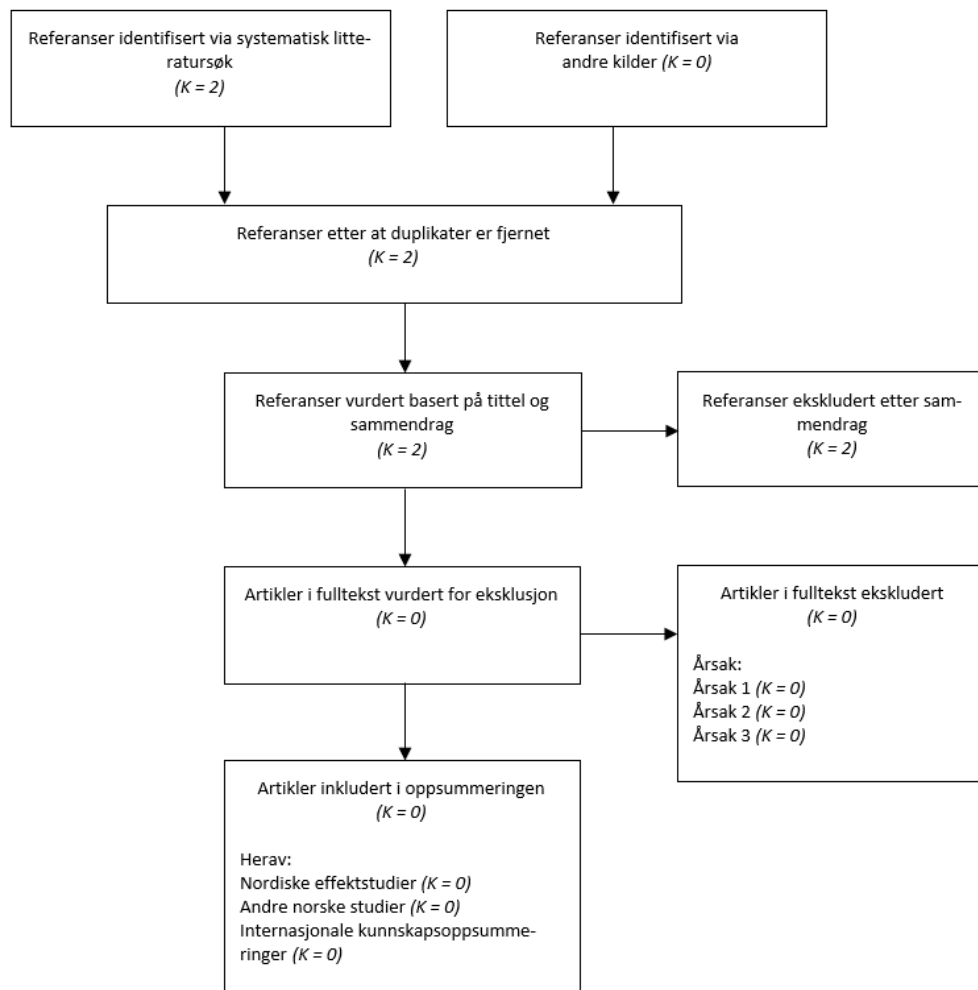 Referanser identifisert via systematisk litte-
ratursøk
(K = 2)
Referanser identifisert via
andre kilder (K = 0)
Referanser etter at duplikater er fjernet
(K = 2)
Referanser vurdert basert på tittel og
sammendrag
(K = 2)
Referanser ekskludert etter sam-
mendrag
(K = 2)
Artikler i fulltekst vurdert for eksklusjon
(K = 0)
Artikler i fulltekst ekskludert
(K = 0)
Årsak:
Årsak 1 (K = 0)
Årsak 2 (K = 0)
Årsak 3 (K = 0)
Artikler inkludert i oppsummeringen
(K = 0)
Herav:
Nordiske effektstudier (K = 0)
Andre norske studier (K = 0)
Internasjonale kunnskapsoppsumme-
ringer (K = 0)